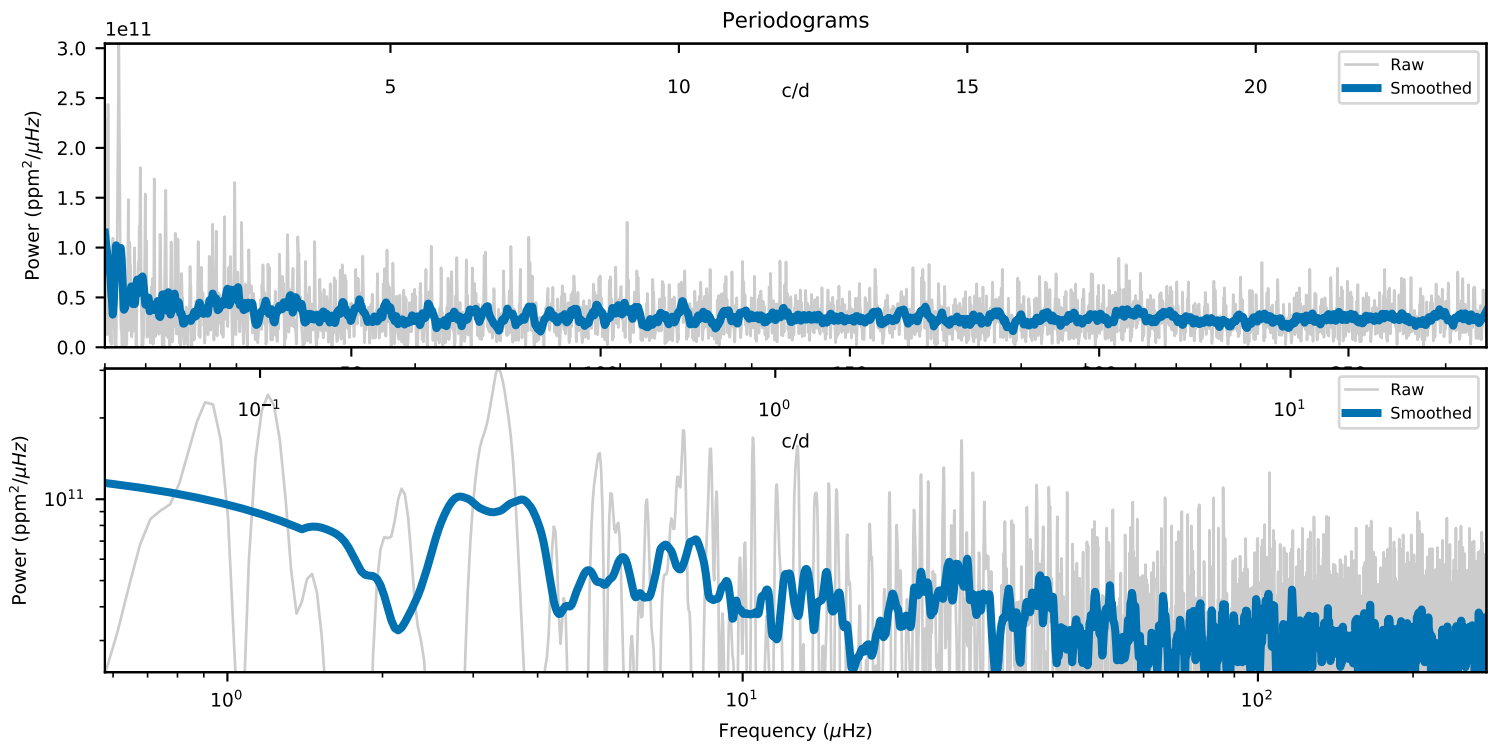 Periodograms
1e11
3.0
2.5
2.0
1.5
1.0
0.5
0.0
Power (ppm²/μHz)
5
10
15
20
c/d
Raw
Smoothed
10⁻¹
10⁰
10¹
c/d
Raw
Smoothed
10¹¹
Power (ppm²/μHz)
10⁰
10¹
10²
Frequency (μHz)